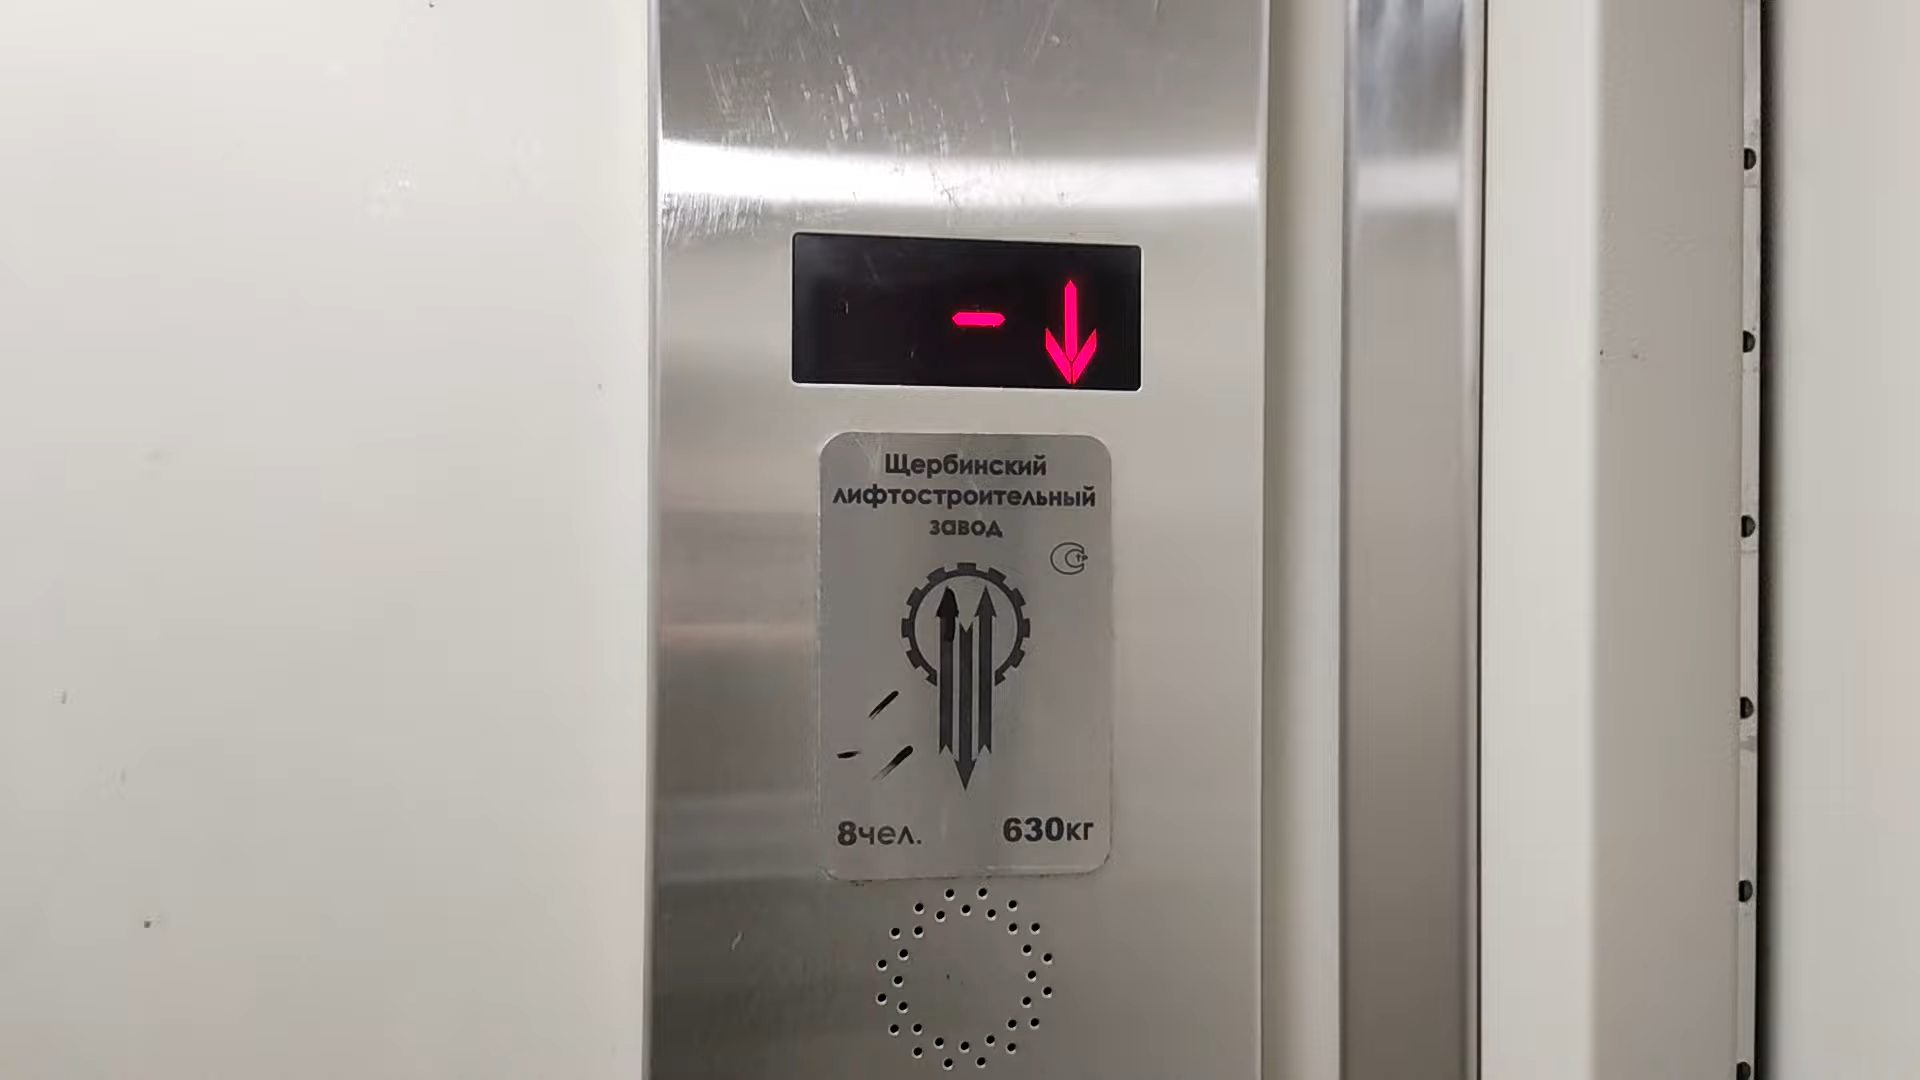 -
Щербинский
лифтостроительный
завод
8чел. 630кг